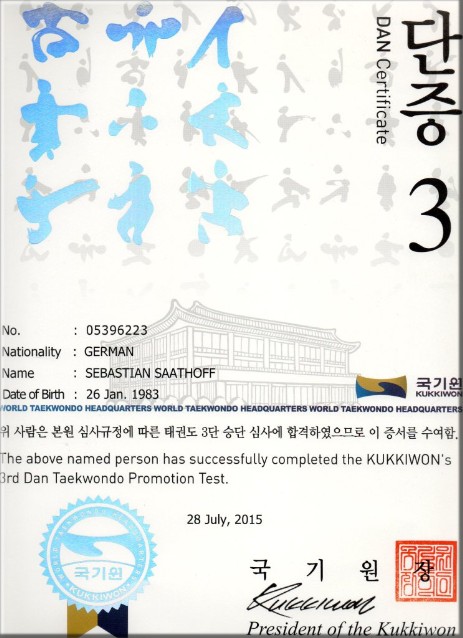 단증
DAN Certificate
3
No. : 05396223
Nationality : GERMAN
Name : SEBASTIAN SAATHOFF
Date of Birth : 26 Jan. 1983
국기원
KUKKIWON
WORLD TAEKWONDO HEADQUARTERS WORLD TAEKWONDO HEADQUARTERS WORLD TAEKWONDO HEADQUARTERS
위 사람은 본원 심사규정에 따른 태권도 3단 승단 심사에 합격하였으므로 이 증서를 수여함.
The above named person has successfully completed the KUKKIWON's
3rd Dan Taekwondo Promotion Test.
28 July, 2015
국기원
KUKKIWON
국 기 원 장
Kukkiwon
President of the Kukkiwon